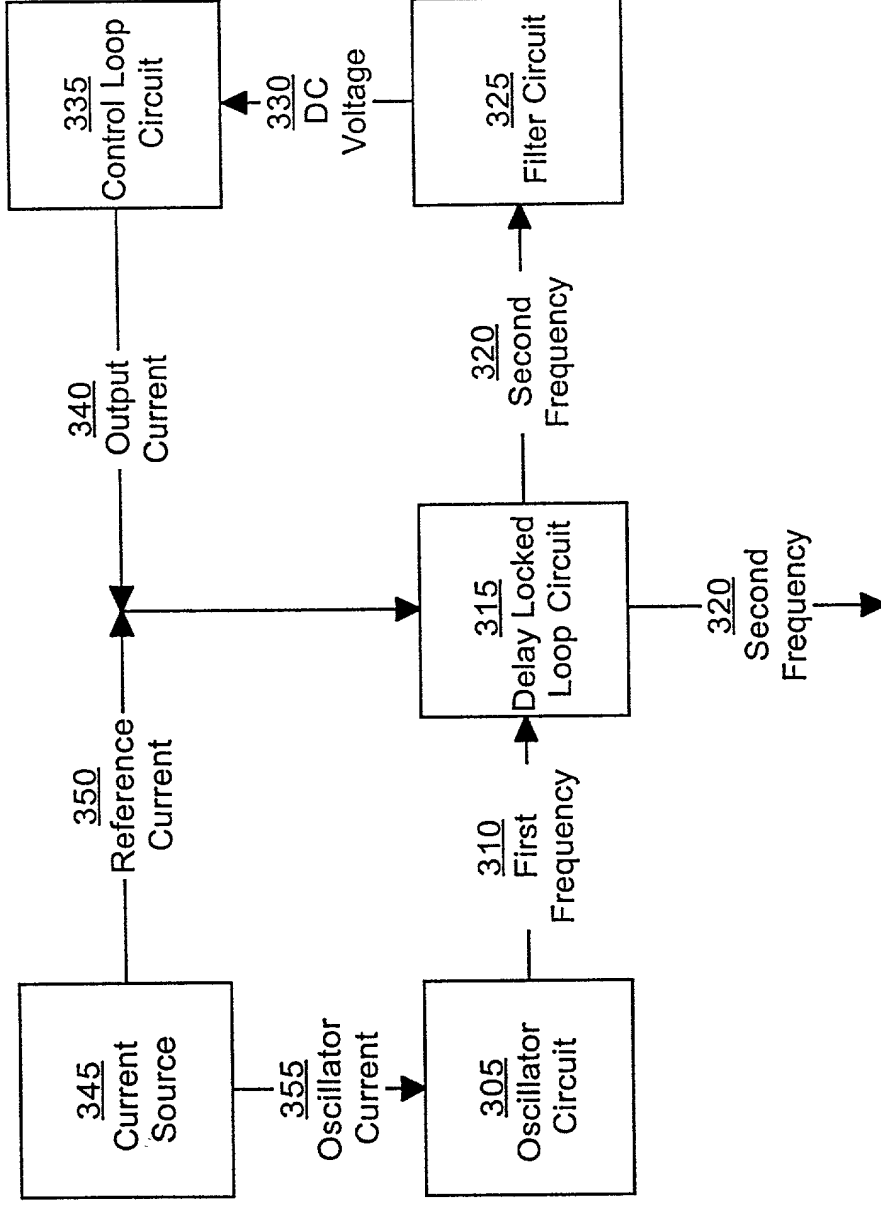 345
Current
Source
350
Reference
Current
340
Output
Current
335
Control Loop
Circuit
355
Oscillator
Current
330
DC
Voltage
305
Oscillator
Circuit
310
First
Frequency
315
Delay Locked
Loop Circuit
320
Second
Frequency
325
Filter Circuit
320
Second
Frequency